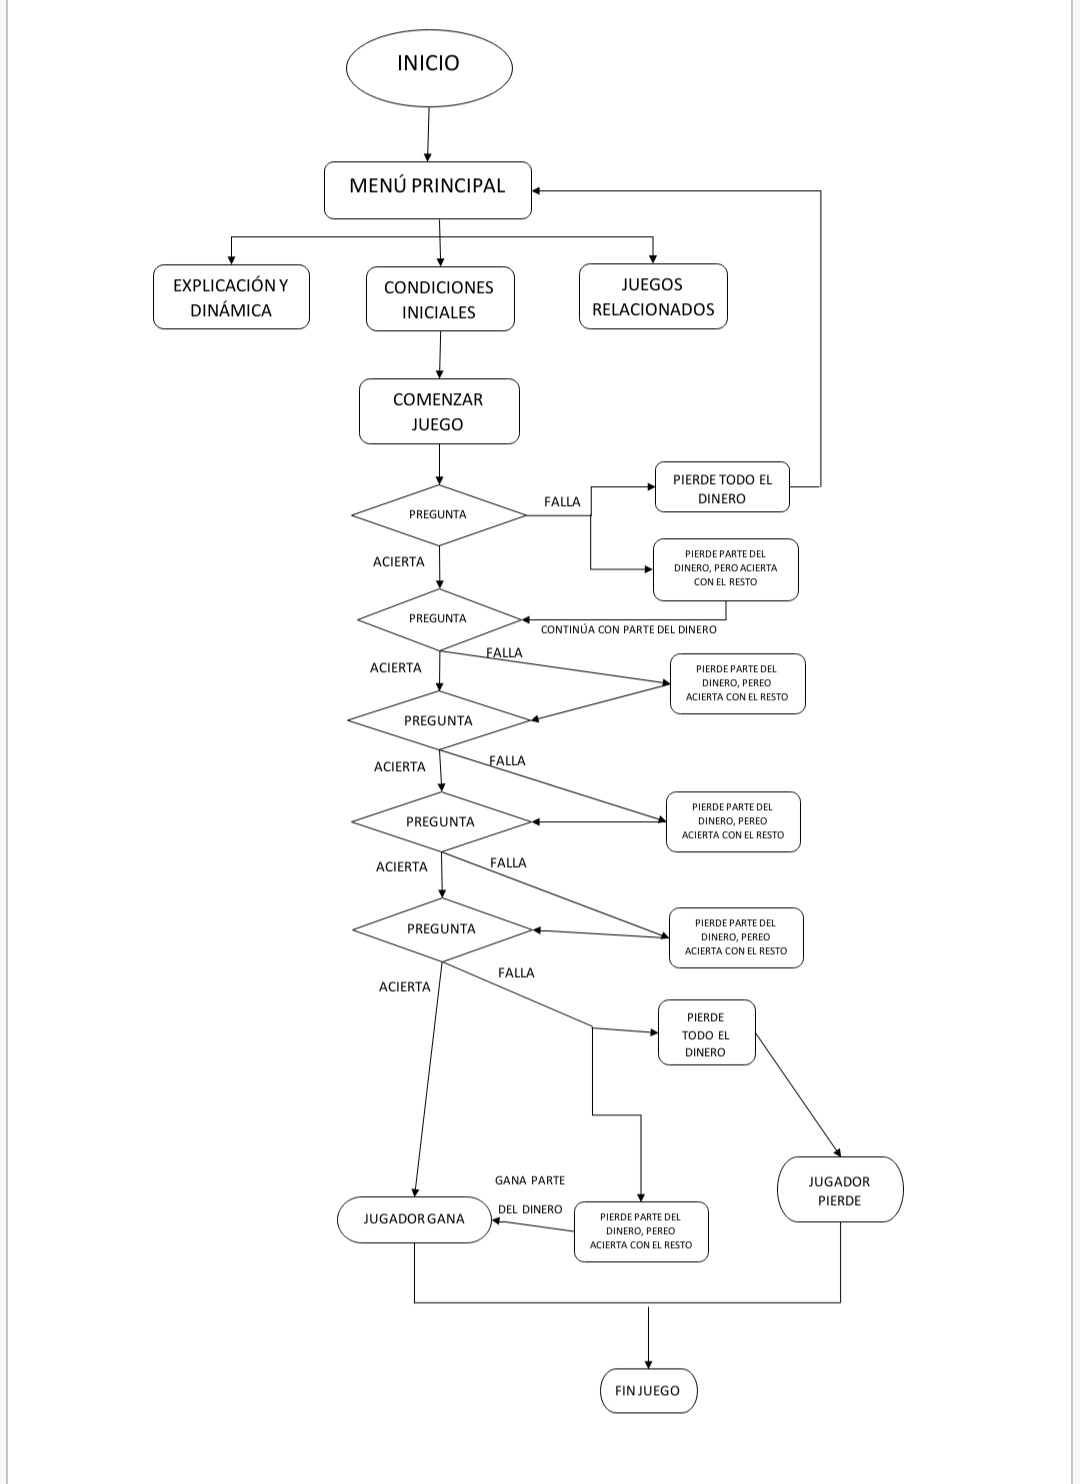 INICIO
MENÚ PRINCIPAL
EXPLICACIÓN Y
DINÁMICA
CONDICIONES
INICIALES
JUEGOS
RELACIONADOS
COMENZAR
JUEGO
PREGUNTA
FALLA
PIERDE TODO EL
DINERO
PIERDE PARTE DEL
DINERO, PERO ACIERTA
CON EL RESTO
ACIERTA
PREGUNTA
CONTINÚA CON PARTE DEL DINERO
FALLA
ACIERTA
PIERDE PARTE DEL
DINERO, PEREO
ACIERTA CON EL RESTO
PREGUNTA
FALLA
ACIERTA
PIERDE PARTE DEL
DINERO, PEREO
ACIERTA CON EL RESTO
PREGUNTA
FALLA
ACIERTA
PIERDE PARTE DEL
DINERO, PEREO
ACIERTA CON EL RESTO
PREGUNTA
FALLA
ACIERTA
PIERDE
TODO EL
DINERO
JUGADOR
PIERDE
GANA PARTE
DEL DINERO
JUGADOR GANA
PIERDE PARTE DEL
DINERO, PEREO
ACIERTA CON EL RESTO
FIN JUEGO